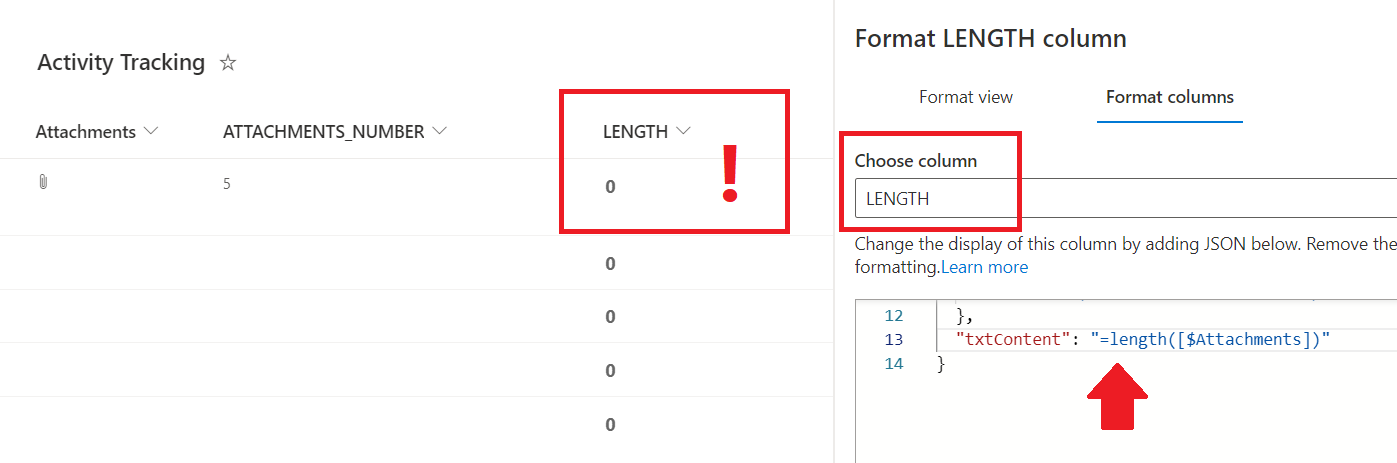 Activity Tracking ☆
Attachments ATTACHMENTS_NUMBER LENGTH
5 0
!
0
0
0
0
Format LENGTH column
Format view Format columns
Choose column
LENGTH
Change the display of this column by adding JSON below. Remove the
formatting.Learn more
12 },
13 "txtContent": "=length([$Attachments])"
14 }